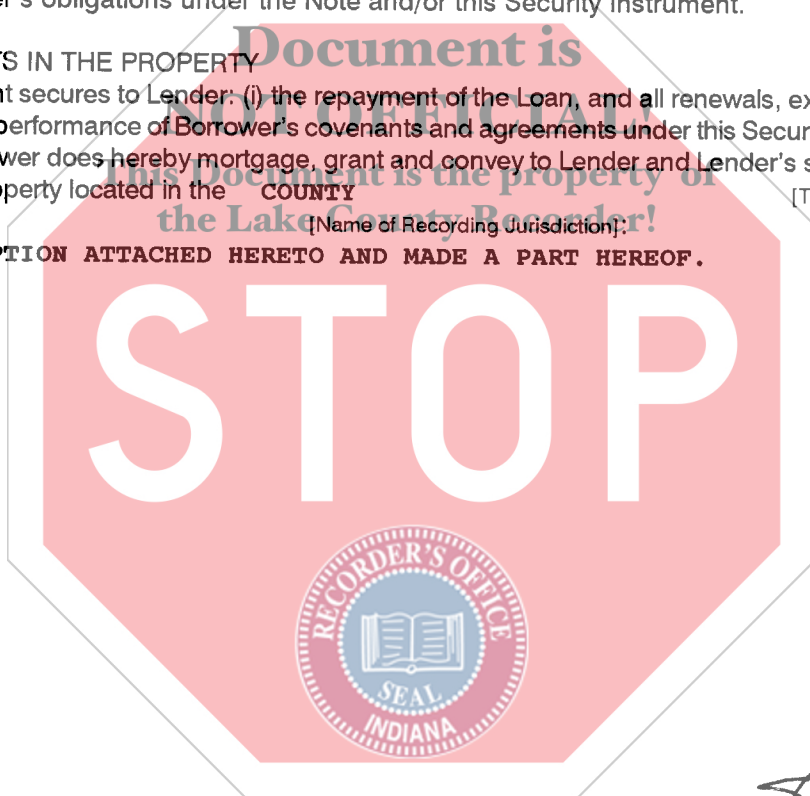 r's obligations under the Note and/or this Security Instrument.
Document is
S IN THE PROPERTY
t secures to Lender: (i) the repayment of the Loan, and all renewals, ex
NOT OFFICIAL!
performance of Borrower's covenants and agreements under this Secur
wer does hereby mortgage, grant and convey to Lender and Lender's s
This Document is the property of
perty located in the COUNTY [T
the Lake County Recorder!
[Name of Recording Jurisdiction]:
PTION ATTACHED HERETO AND MADE A PART HEREOF.
STOP
RECORDER'S OFFICE
SEAL
INDIANA